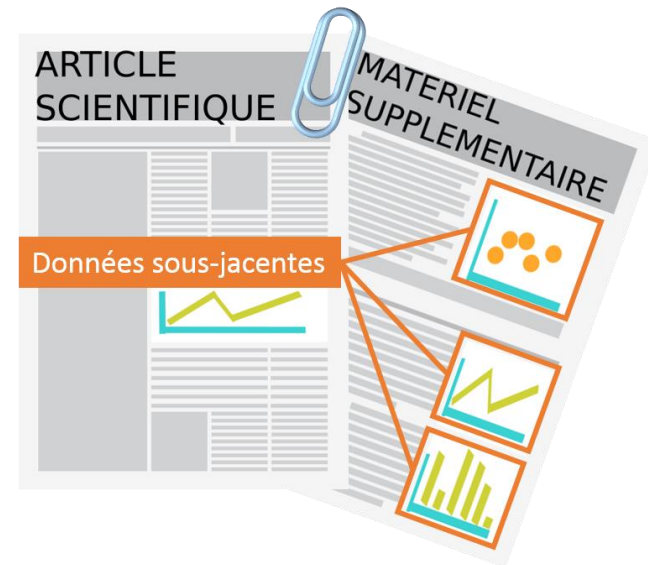 ARTICLE
SCIENTIFIQUE
MATERIEL
SUPPLEMENTAIRE
Données sous-jacentes